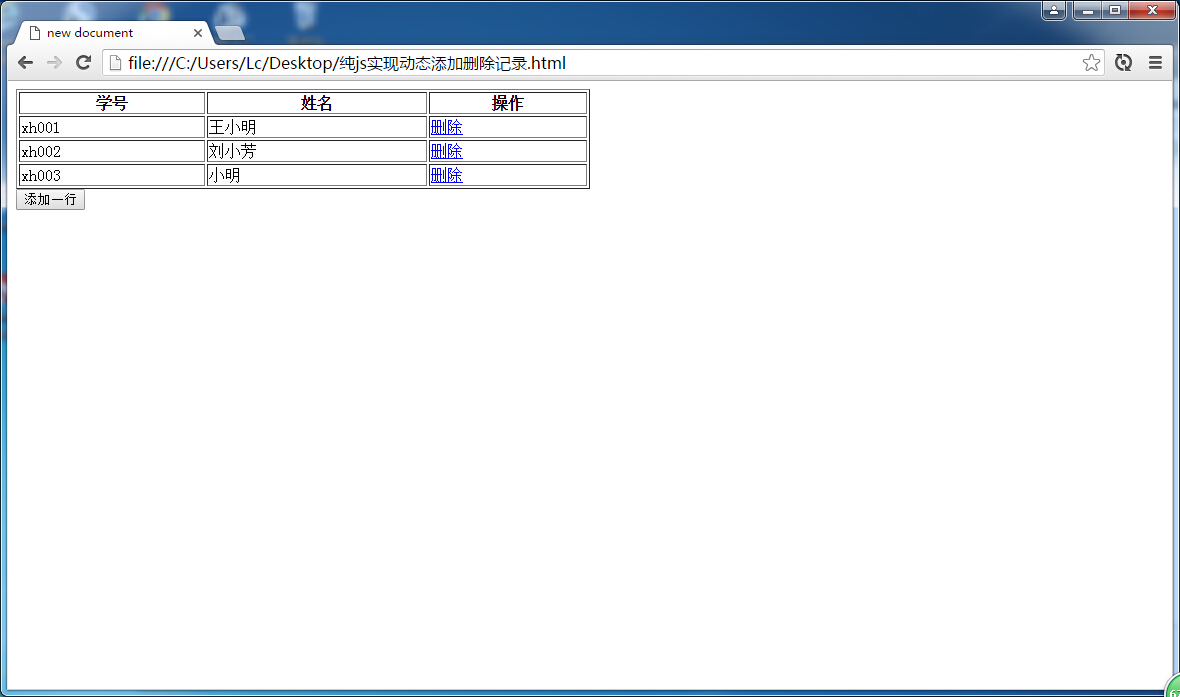 new document
file:///C:/Users/Lc/Desktop/纯js实现动态添加删除记录.html
学号 姓名 操作
xh001 王小明 删除
xh002 刘小芳 删除
xh003 小明 删除
添加一行